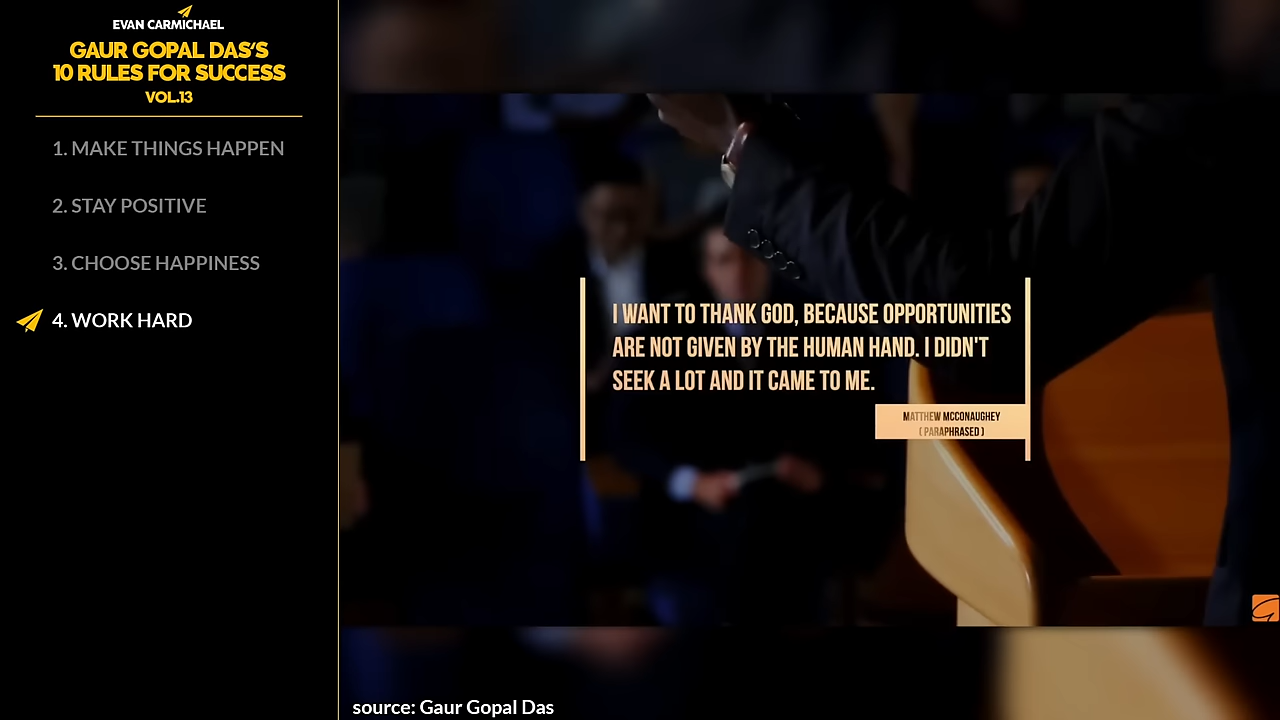 EVAN CARMICHAEL
GAUR GOPAL DAS'S
10 RULES FOR SUCCESS
VOL.13
1. MAKE THINGS HAPPEN
2. STAY POSITIVE
3. CHOOSE HAPPINESS
4. WORK HARD
I WANT TO THANK GOD, BECAUSE OPPORTUNITIES
ARE NOT GIVEN BY THE HUMAN HAND. I DIDN'T
SEEK A LOT AND IT CAME TO ME.
MATTHEW MCCONAUGHEY
( PARAPHRASED )
source: Gaur Gopal Das